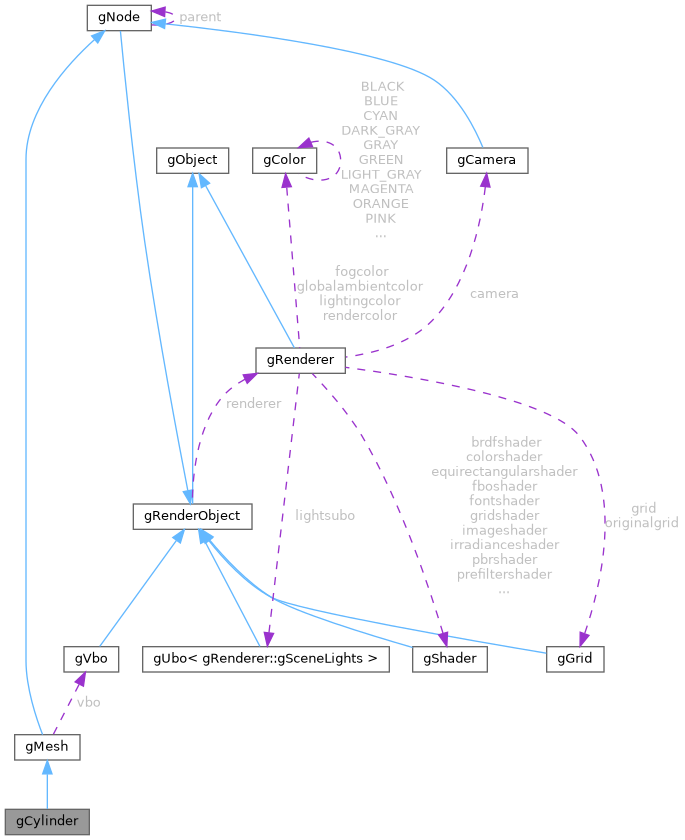 gNode
parent
BLACK
BLUE
CYAN
DARK_GRAY
GRAY
GREEN
LIGHT_GRAY
MAGENTA
ORANGE
PINK
...
gObject
gColor
gCamera
fogcolor
globalambientcolor
lightingcolor
rendercolor
camera
gRenderer
renderer
brdfshader
colorshader
equirectangularshader
fboshader
fontshader
gridshader
imageshader
irradianceshader
pbrshader
prefiltershader
...
grid
originalgrid
gRenderObject
lightsubo
gVbo
gUbo< gRenderer::gSceneLights >
gShader
gGrid
vbo
gMesh
gCylinder